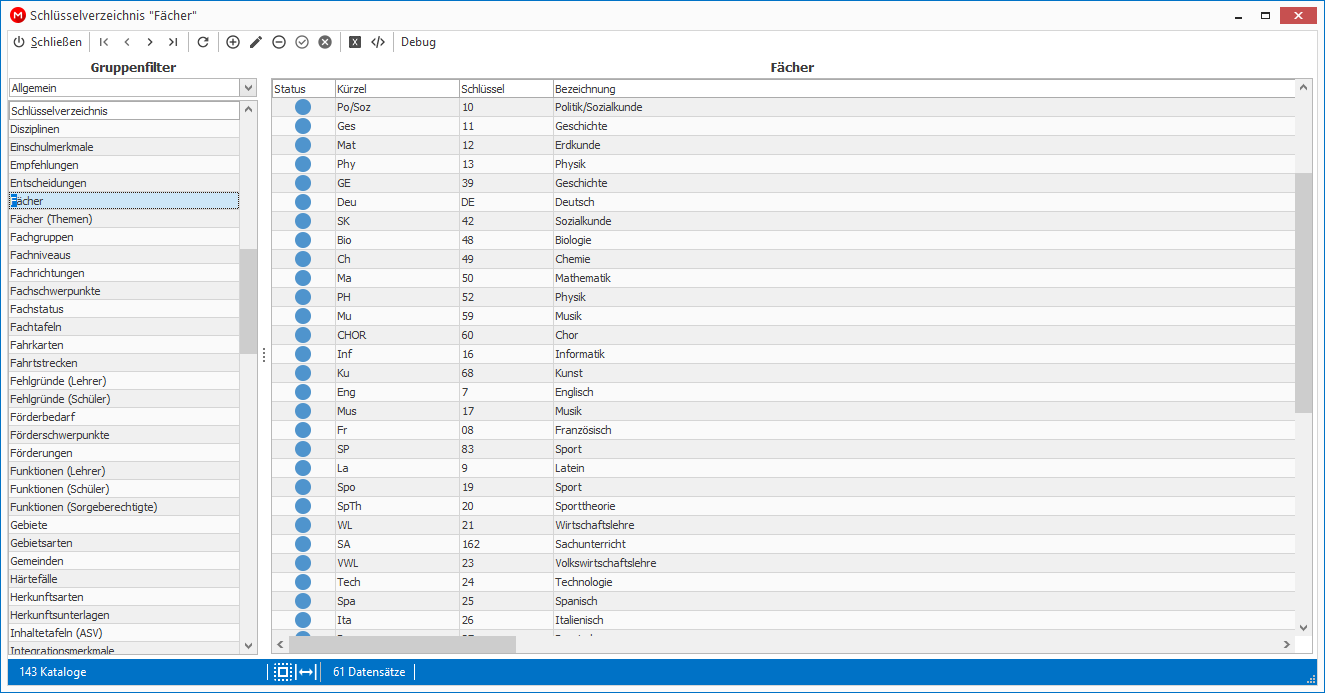 Schlüsselverzeichnis "Fächer"
Schließen Debug
Gruppenfilter
Allgemein
Schlüsselverzeichnis
Disziplinen
Einschulmerkmale
Empfehlungen
Entscheidungen
Fächer
Fächer (Themen)
Fachgruppen
Fachniveaus
Fachrichtungen
Fachschwerpunkte
Fachstatus
Fachtafeln
Fahrkarten
Fahrtstrecken
Fehlgründe (Lehrer)
Fehlgründe (Schüler)
Förderbedarf
Förderschwerpunkte
Förderungen
Funktionen (Lehrer)
Funktionen (Schüler)
Funktionen (Sorgeberechtigte)
Gebiete
Gebietsarten
Gemeinden
Härtefälle
Herkunftsarten
Herkunftsunterlagen
Inhaltetafeln (ASV)
Integrationsmerkmale
Fächer
Status Kürzel Schlüssel Bezeichnung
Po/Soz 10 Politik/Sozialkunde
Ges 11 Geschichte
Mat 12 Erdkunde
Phy 13 Physik
GE 39 Geschichte
Deu DE Deutsch
SK 42 Sozialkunde
Bio 48 Biologie
Ch 49 Chemie
Ma 50 Mathematik
PH 52 Physik
Mu 59 Musik
CHOR 60 Chor
Inf 16 Informatik
Ku 68 Kunst
Eng 7 Englisch
Mus 17 Musik
Fr 08 Französisch
SP 83 Sport
La 9 Latein
Spo 19 Sport
SpTh 20 Sporttheorie
WL 21 Wirtschaftslehre
SA 162 Sachunterricht
VWL 23 Volkswirtschaftslehre
Tech 24 Technologie
Spa 25 Spanisch
Ita 26 Italienisch
143 Kataloge 61 Datensätze